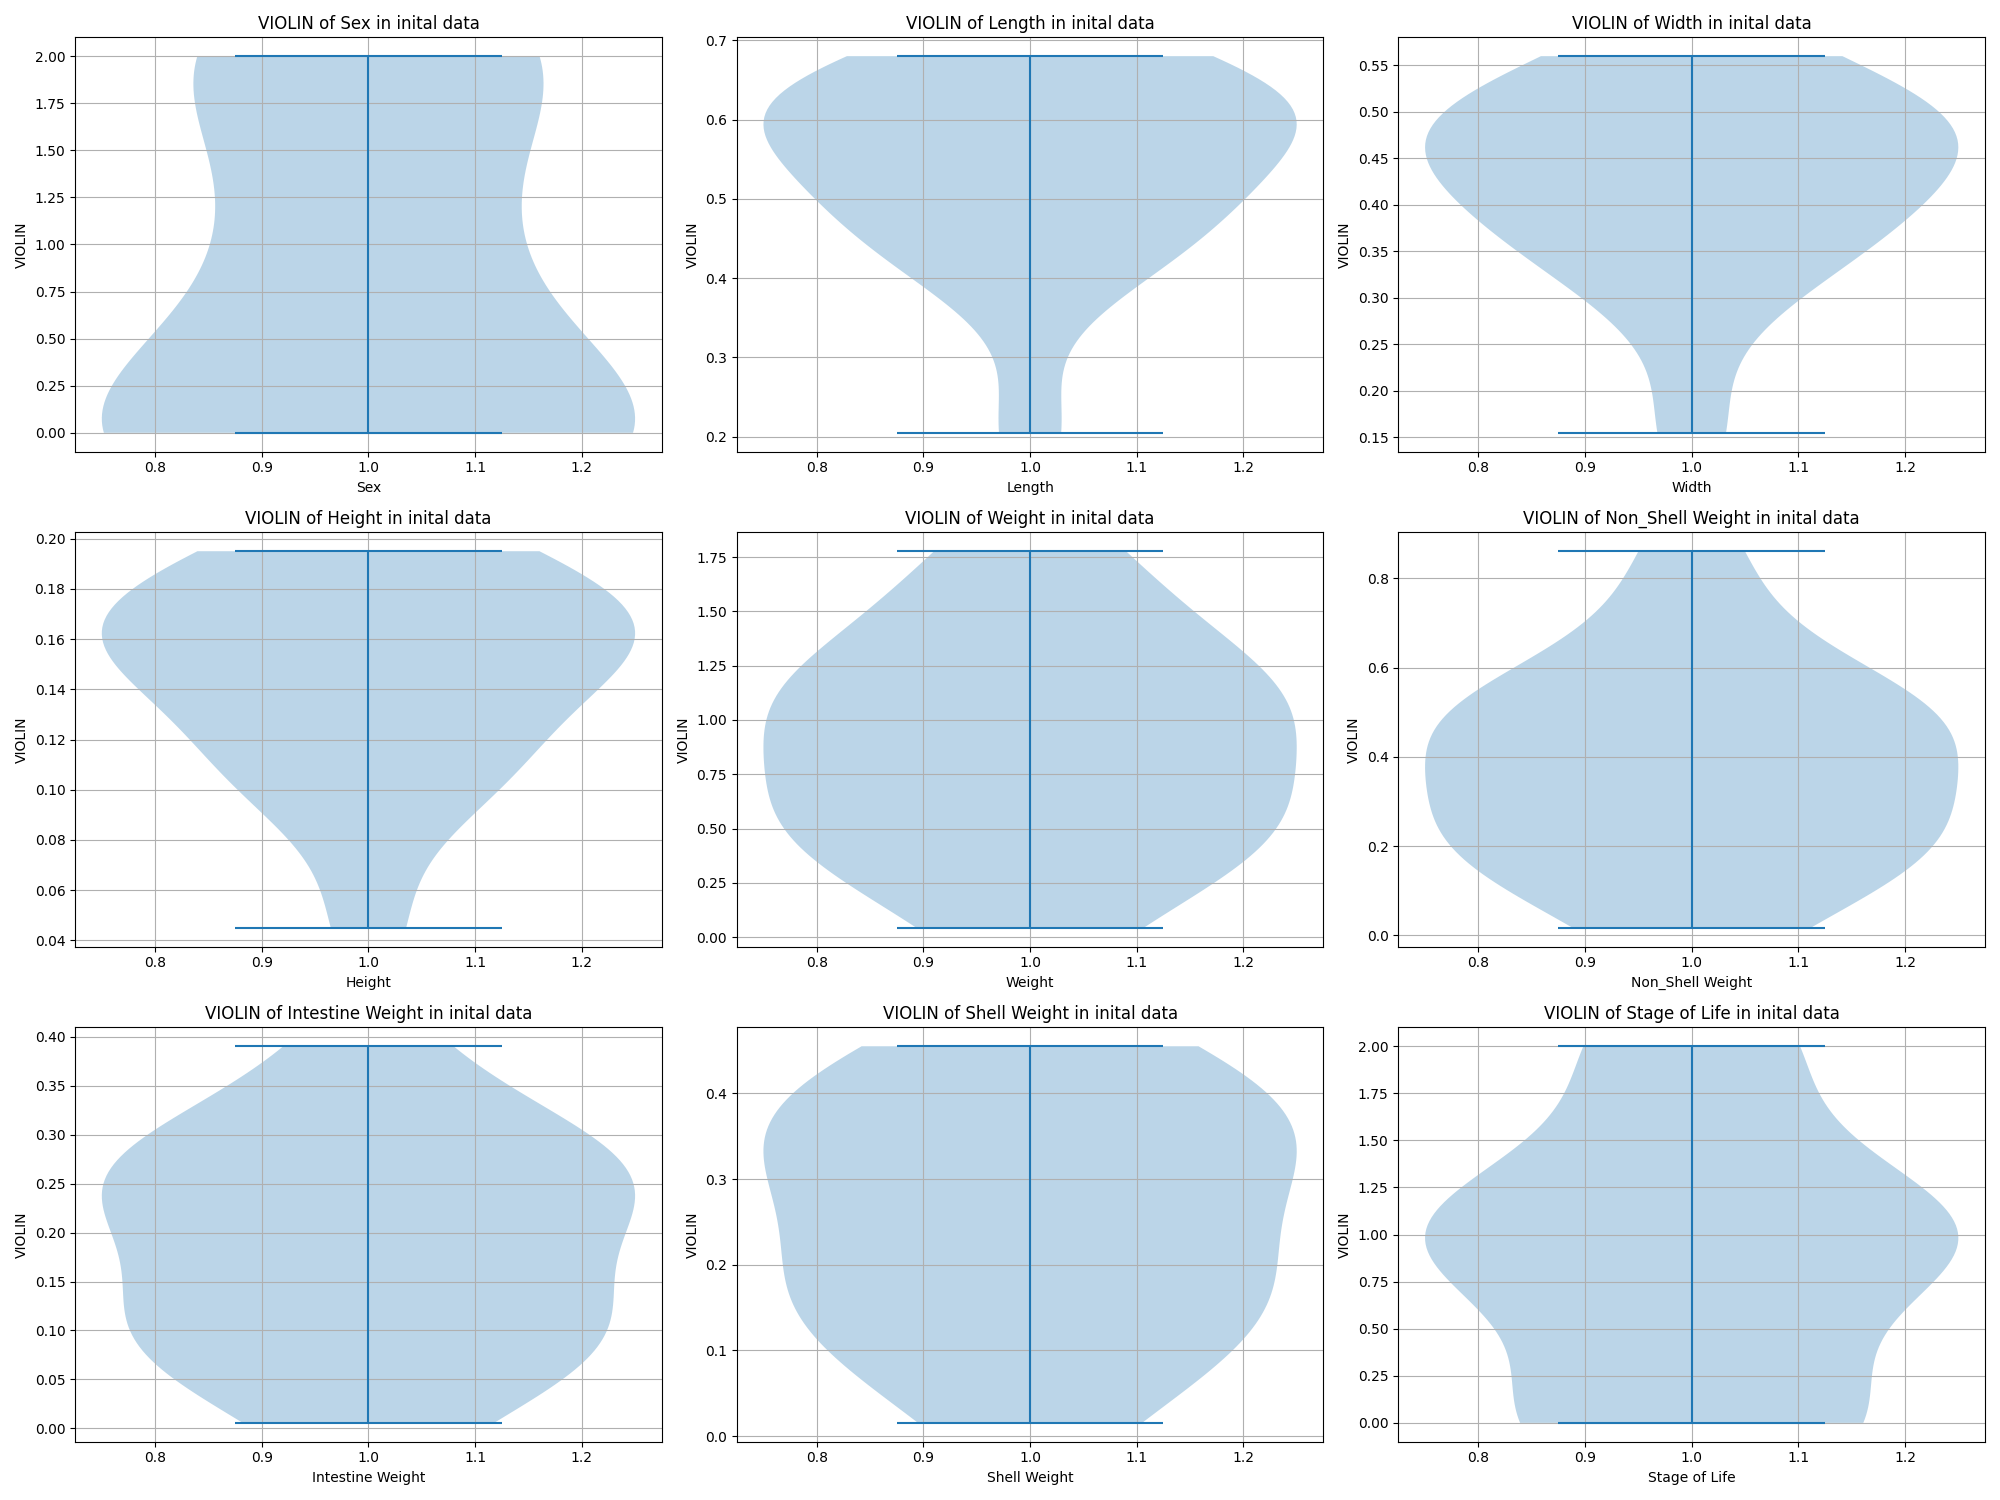 VIOLIN of Sex in inital data
2.00
1.75
1.50
1.25
1.00
0.75
0.50
0.25
0.00
VIOLIN
0.8 0.9 1.0 1.1 1.2
Sex
VIOLIN of Length in inital data
0.7
0.6
0.5
0.4
0.3
0.2
VIOLIN
0.8 0.9 1.0 1.1 1.2
Length
VIOLIN of Width in inital data
0.55
0.50
0.45
0.40
0.35
0.30
0.25
0.20
0.15
VIOLIN
0.8 0.9 1.0 1.1 1.2
Width
VIOLIN of Height in inital data
0.20
0.18
0.16
0.14
0.12
0.10
0.08
0.06
0.04
VIOLIN
0.8 0.9 1.0 1.1 1.2
Height
VIOLIN of Weight in inital data
1.75
1.50
1.25
1.00
0.75
0.50
0.25
0.00
VIOLIN
0.8 0.9 1.0 1.1 1.2
Weight
VIOLIN of Non_Shell Weight in inital data
0.8
0.6
0.4
0.2
0.0
VIOLIN
0.8 0.9 1.0 1.1 1.2
Non_Shell Weight
VIOLIN of Intestine Weight in inital data
0.40
0.35
0.30
0.25
0.20
0.15
0.10
0.05
0.00
VIOLIN
0.8 0.9 1.0 1.1 1.2
Intestine Weight
VIOLIN of Shell Weight in inital data
0.4
0.3
0.2
0.1
0.0
VIOLIN
0.8 0.9 1.0 1.1 1.2
Shell Weight
VIOLIN of Stage of Life in inital data
2.00
1.75
1.50
1.25
1.00
0.75
0.50
0.25
0.00
VIOLIN
0.8 0.9 1.0 1.1 1.2
Stage of Life